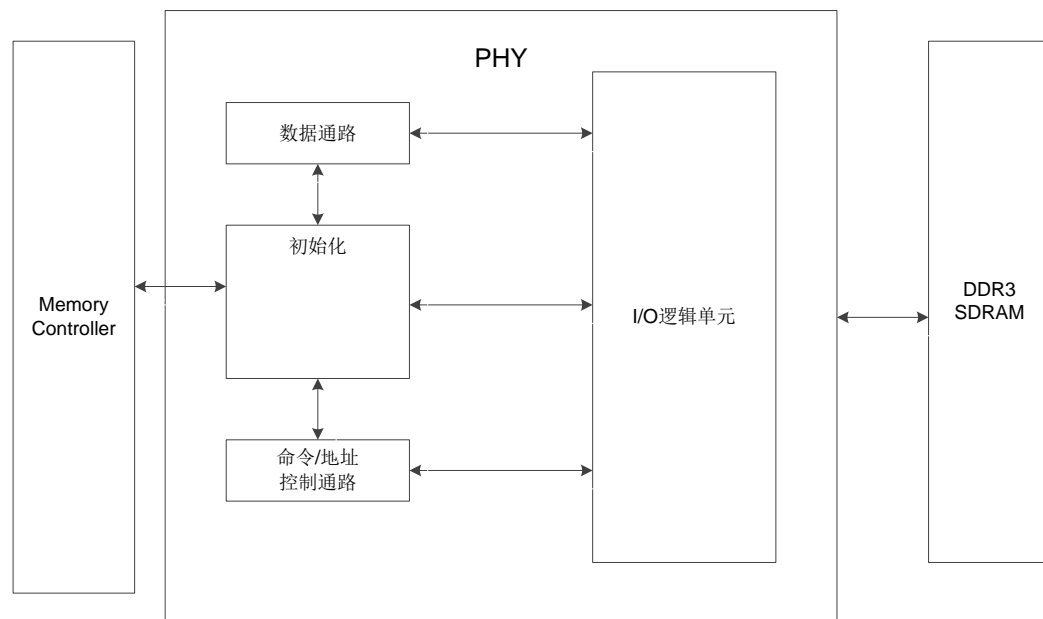 PHY
数据通路
初始化
Memory
Controller
I/O逻辑单元
DDR3
SDRAM
命令/地址
控制通路